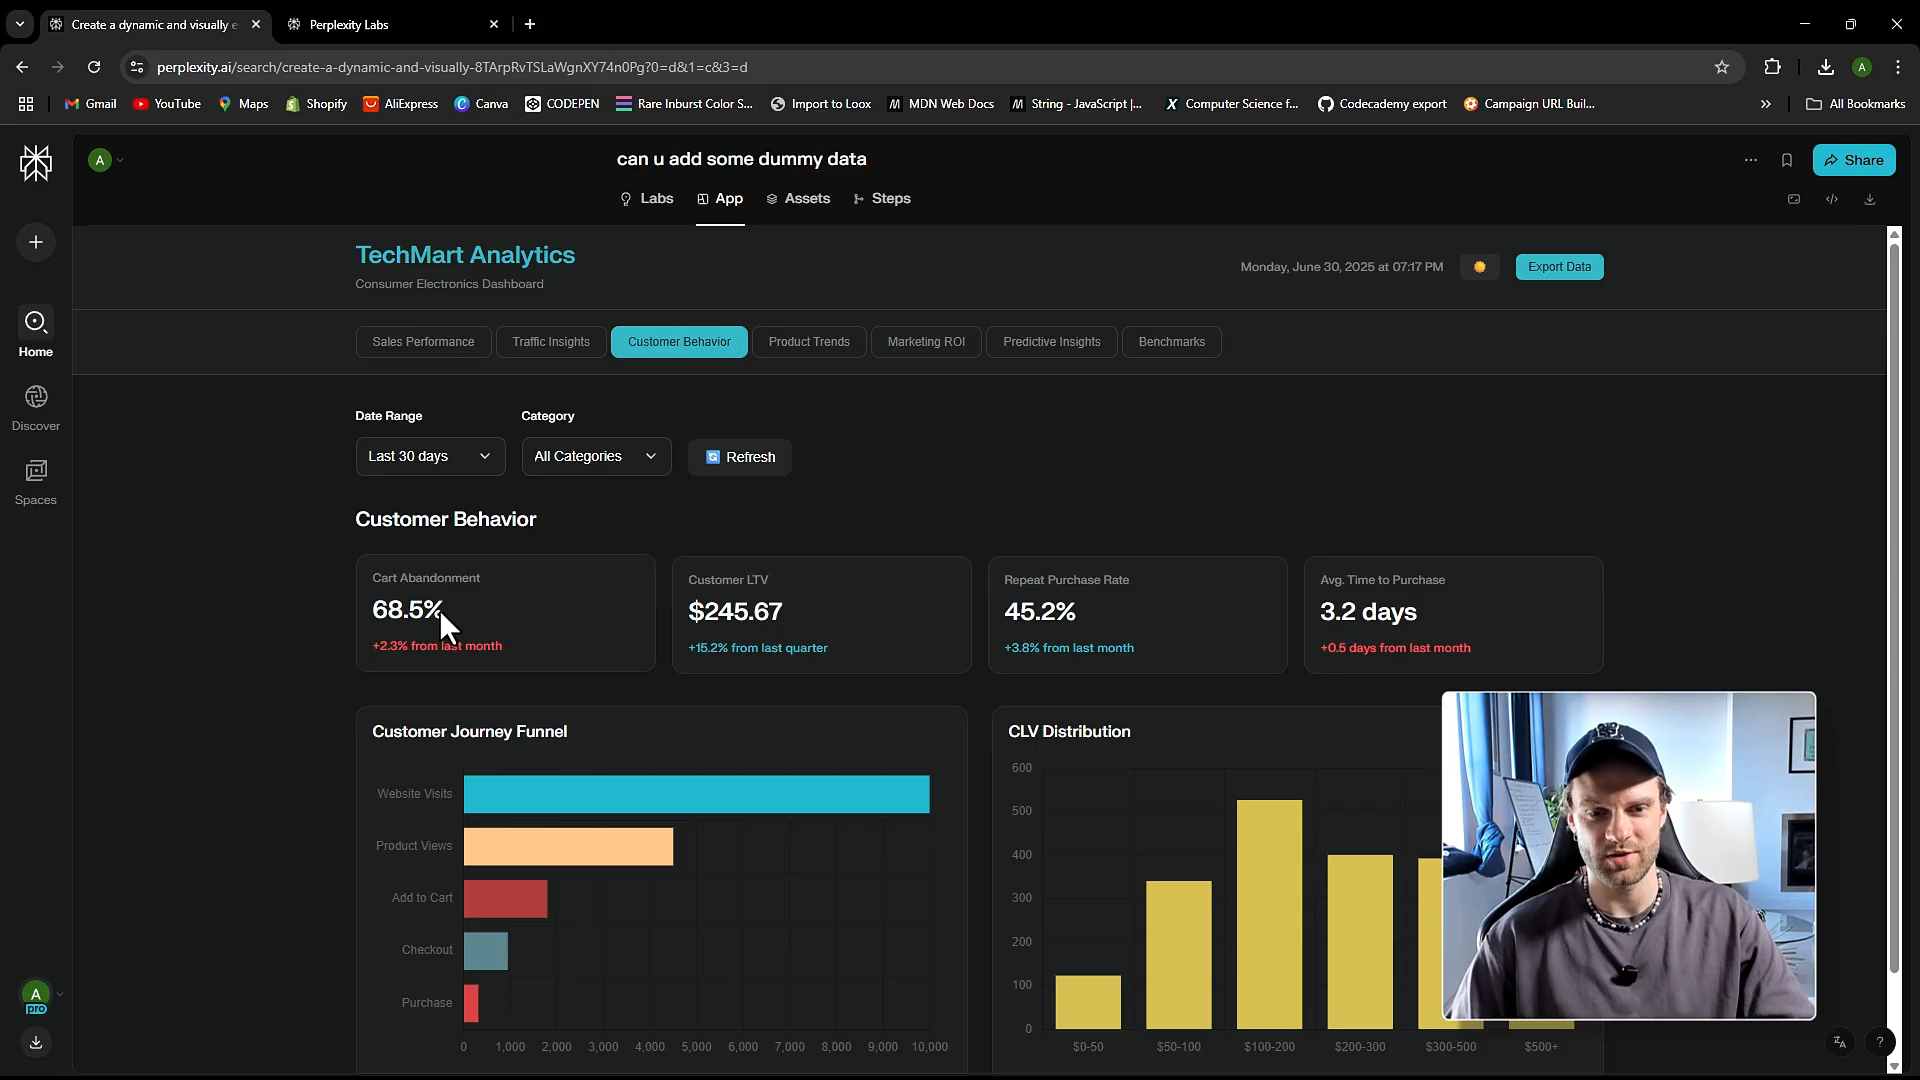 Create a dynamic and visually e
Perplexity Labs
perplexity.ai/search/create-a-dynamic-and-visually-8TArpRvTSLaWgnXY74n0Pg?0=d&1=c&3=d
A
Gmail
YouTube
Maps
Shopify
AliExpress
Canva
CODEPEN
Rare Inburst Color S...
Import to Loox
MDN Web Docs
String - JavaScript |...
Computer Science f...
Codecademy export
Campaign URL Buil...
All Bookmarks
A
can u add some dummy data
Share
Labs
App
Assets
Steps
TechMart Analytics
Consumer Electronics Dashboard
Monday, June 30, 2025 at 07:17 PM
Export Data
Home
Discover
Spaces
Sales Performance
Traffic Insights
Customer Behavior
Product Trends
Marketing ROI
Predictive Insights
Benchmarks
Date Range
Category
Last 30 days
All Categories
Refresh
Customer Behavior
Cart Abandonment
68.5%
+2.3% from last month
Customer LTV
$245.67
+15.2% from last quarter
Repeat Purchase Rate
45.2%
+3.8% from last month
Avg. Time to Purchase
3.2 days
+0.5 days from last month
Customer Journey Funnel
Website Visits
Product Views
Add to Cart
Checkout
Purchase
0
1,000
2,000
3,000
4,000
5,000
6,000
7,000
8,000
9,000
10,000
CLV Distribution
600
500
400
300
200
100
0
$0-50
$50-100
$100-200
$200-300
$300-500
$500+
A
pro
?